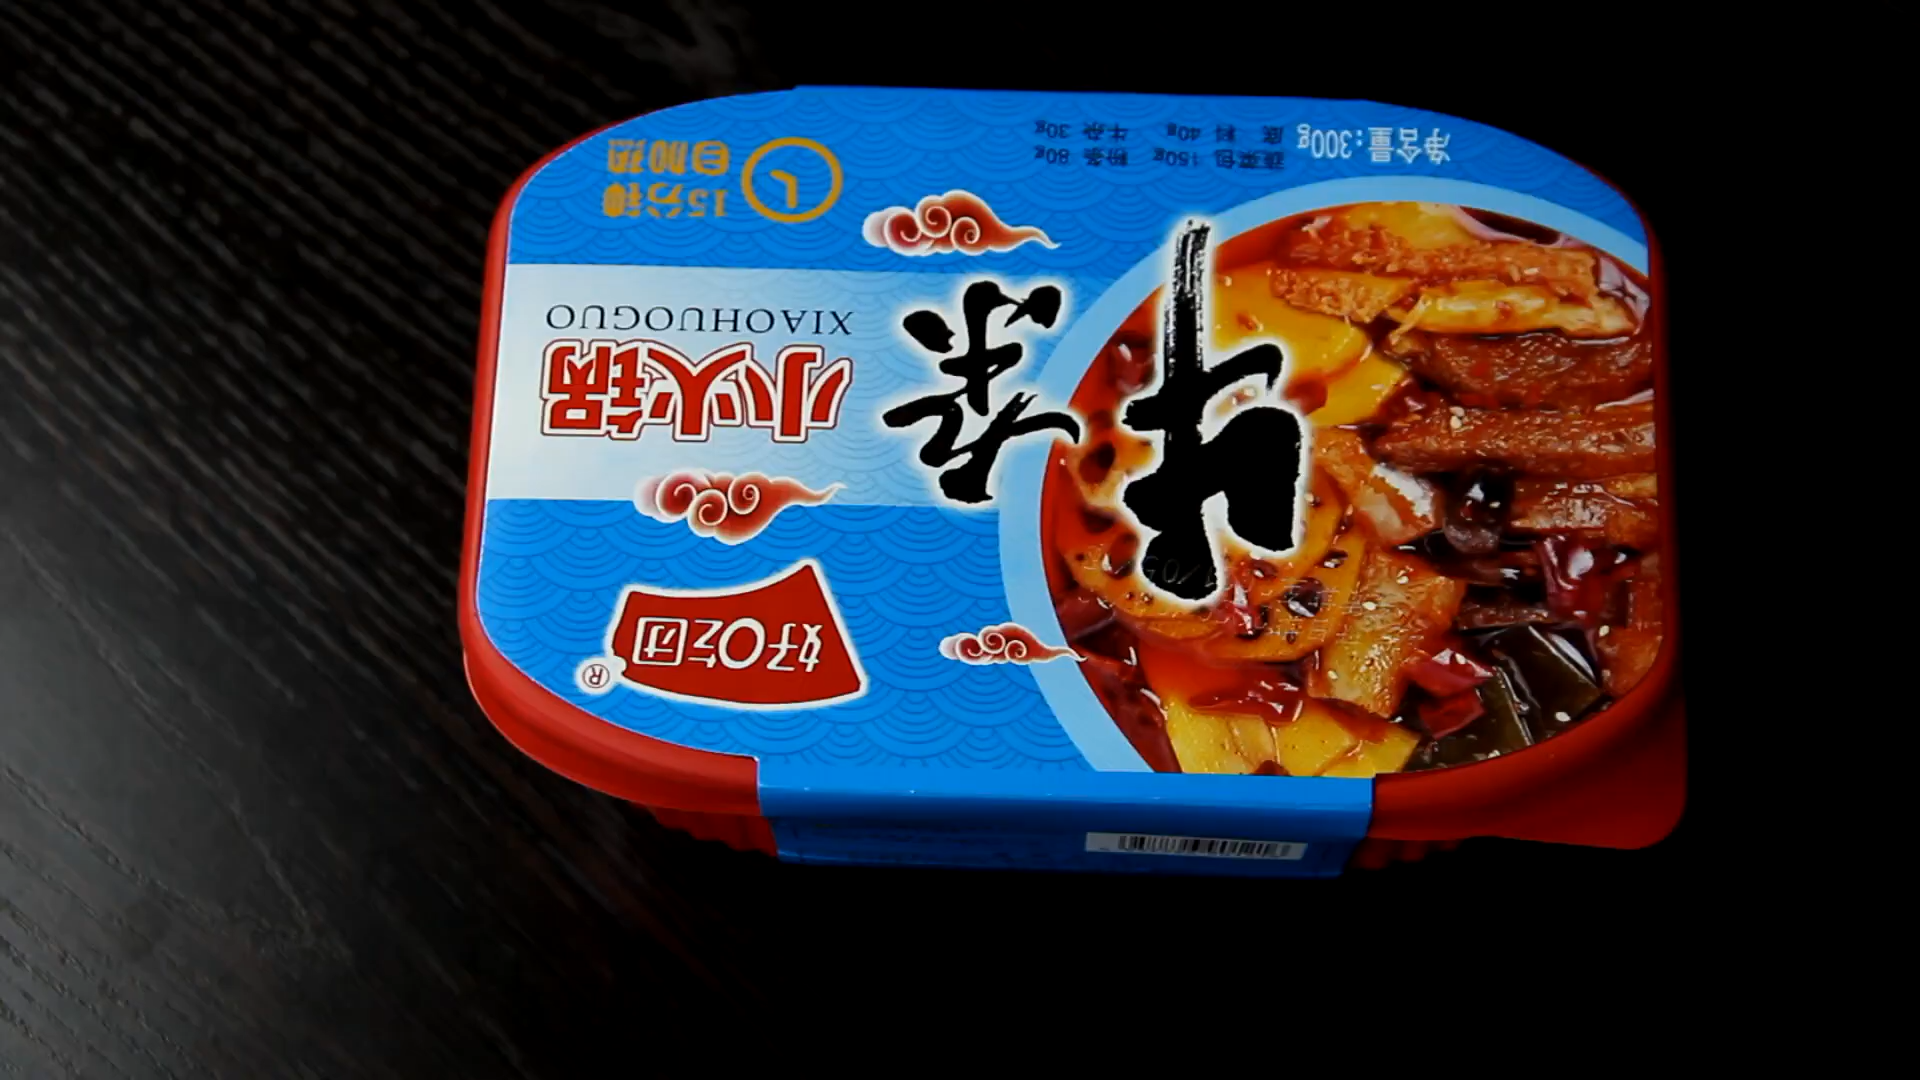 好吃团®
牛杂
小火锅
XIAOHUOGUO
15分钟
自加热
净含量:300g
蔬菜包 150g 粉条 80g
底 料 40g 牛杂 30g